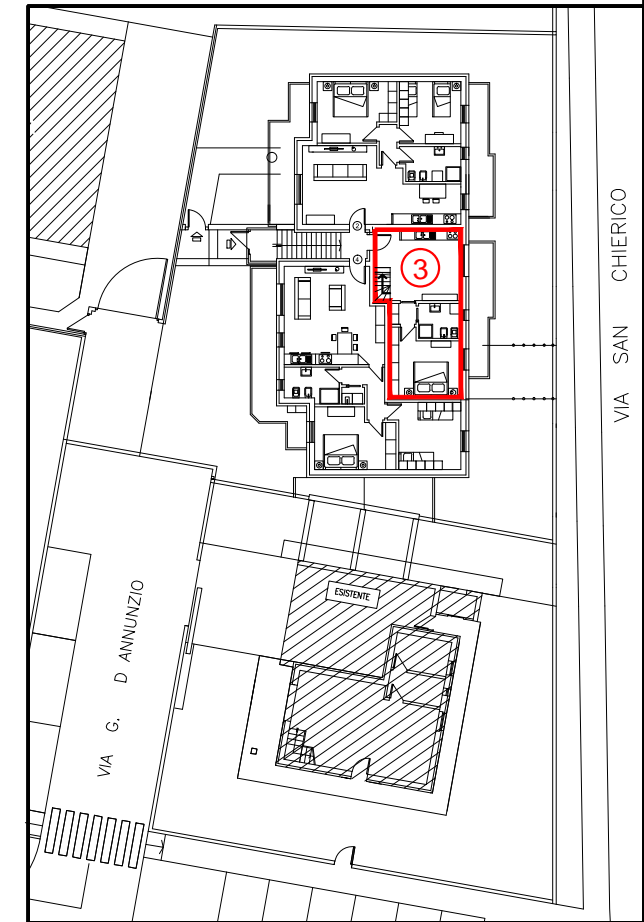 2
3
4
VIA SAN CHIERICO
ESISTENTE
VIA G. D ANNUNZIO